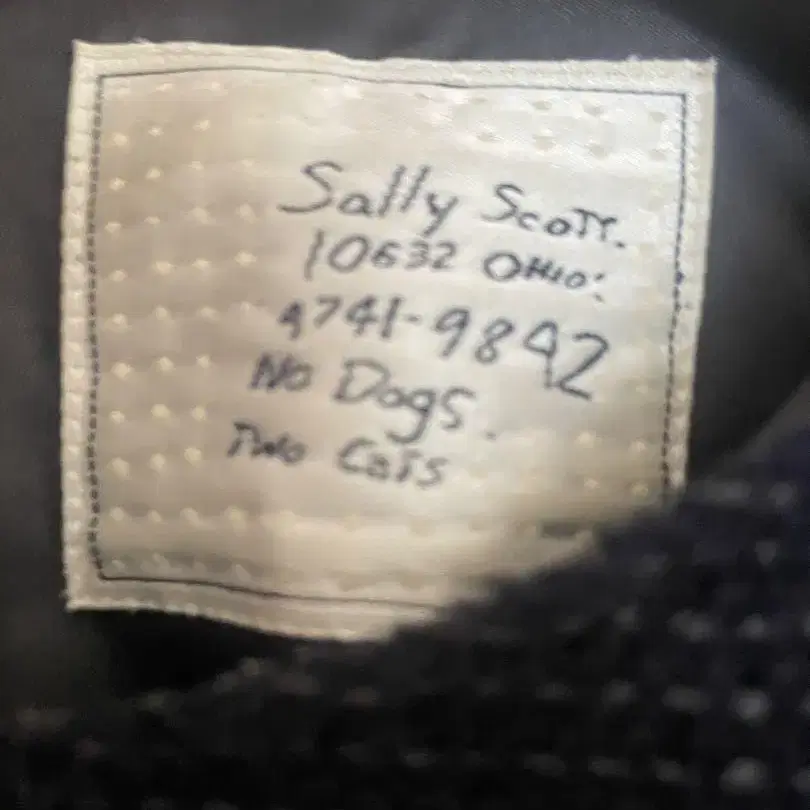 Sally Scott.
10632 Ohio:
4741-9842
No Dogs.
Two Cats